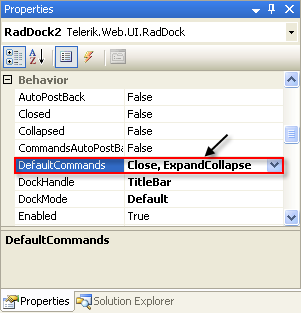 Properties
RadDock2 Telerik.Web.UI.RadDock
Behavior
AutoPostBack False
Closed False
Collapsed False
CommandsAutoPostBa False
DefaultCommands Close, ExpandCollapse
DockHandle TitleBar
DockMode Default
Enabled True
DefaultCommands
Properties Solution Explorer